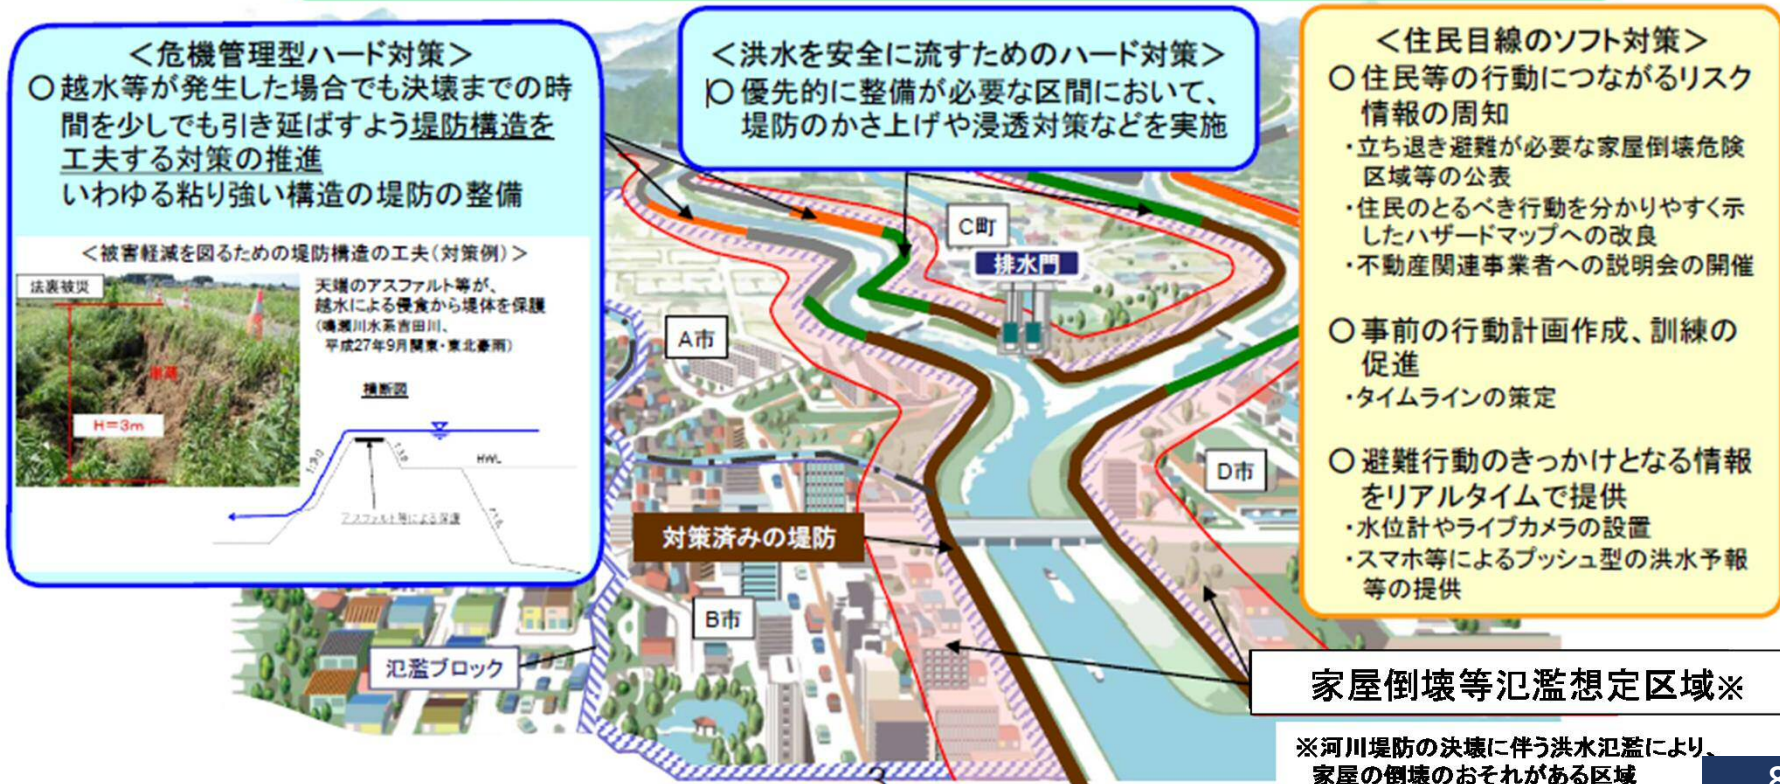 ＜危機管理型ハード対策＞
○越水等が発生した場合でも決壊までの時
間を少しでも引き延ばすよう堤防構造を
工夫する対策の推進
いわゆる粘り強い構造の堤防の整備
＜被害軽減を図るための堤防構造の工夫(対策例)＞
法裏被災
崩落
H=3m
天端のアスファルト等が、
越水による侵食から堤体を保護
(鳴瀬川水系吉田川、
平成27年9月関東・東北豪雨)
横断図
1:3.0
HWL
アスファルト等による保護
＜洪水を安全に流すためのハード対策＞
○優先的に整備が必要な区間において、
堤防のかさ上げや浸透対策などを実施
＜住民目線のソフト対策＞
○住民等の行動につながるリスク
情報の周知
・立ち退き避難が必要な家屋倒壊危険
区域等の公表
・住民のとるべき行動を分かりやすく示
したハザードマップへの改良
・不動産関連事業者への説明会の開催
○事前の行動計画作成、訓練の
促進
・タイムラインの策定
○避難行動のきっかけとなる情報
をリアルタイムで提供
・水位計やライブカメラの設置
・スマホ等によるプッシュ型の洪水予報
等の提供
C町
排水門
A市
D市
対策済みの堤防
B市
氾濫ブロック
家屋倒壊等氾濫想定区域※
※河川堤防の決壊に伴う洪水氾濫により、
家屋の倒壊のおそれがある区域